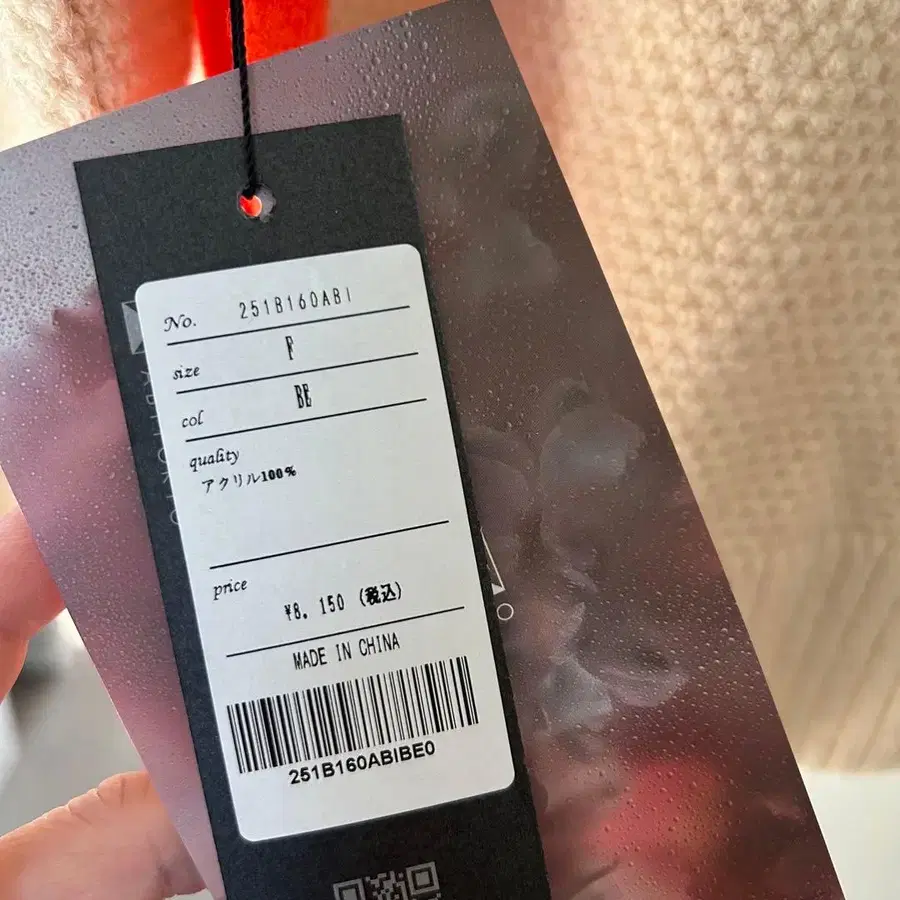 No. 251B160ABI
size F
col BE
quality
アクリル100%
price
¥8,150 (税込)
MADE IN CHINA
251B160ABIBE0